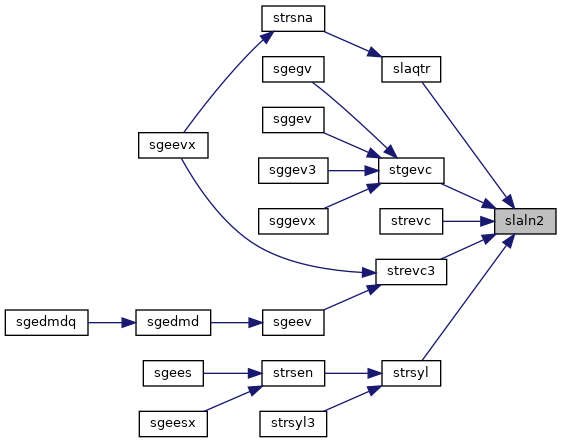 strsna
sgegv
slaqtr
sggev
sgeevx
sggev3
stgevc
sggevx
strevc
slaln2
strevc3
sgedmdq
sgedmd
sgeev
sgees
strsen
strsyl
sgeesx
strsyl3